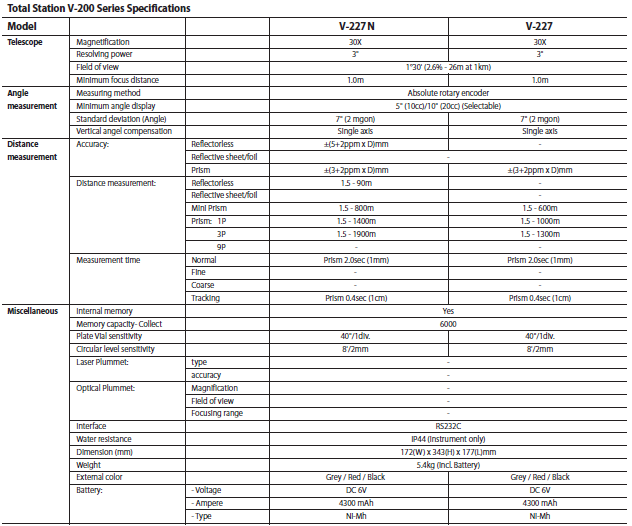 Total Station V-200 Series Specifications
Model V-227N V-227
Telescope Magnetification 30X 30X
Resolving power 3" 3"
Field of view 1°30' (2.6% - 26m at 1km)
Minimum focus distance 1.0m 1.0m
Angle Measuring method Absolute rotary encoder
measurement Minimum angle display 5" (10cc)/10" (20cc) (Selectable)
Standard deviation (Angle) 7" (2 mgon) 7" (2 mgon)
Vertical angel compensation Single axis Single axis
Distance Accuracy: Reflectorless ±(5+2ppm x D)mm -
measurement Reflective sheet/foil -
Prism ±(3+2ppm x D)mm ±(3+2ppm x D)mm
Distance measurement: Reflectorless 1.5 - 90m -
Reflective sheet/foil -
Mini Prism 1.5 - 800m 1.5 - 600m
Prism: 1P 1.5 - 1400m 1.5 - 1000m
3P 1.5 - 1900m 1.5 - 1300m
9P - -
Measurement time Normal Prism 2.0sec (1mm) Prism 2.0sec (1mm)
Fine - -
Coarse - -
Tracking Prism 0.4sec (1cm) Prism 0.4sec (1cm)
Miscellaneous Internal memory Yes
Memory capacity- Collect 6000
Plate Vial sensitivity 40"/1div. 40"/1div.
Circular level sensitivity 8'/2mm 8'/2mm
Laser Plummet: type -
accuracy -
Optical Plummet: Magnification -
Field of view -
Focusing range -
Interface RS232C
Water resistance IP44 (Instrument only)
Dimension (mm) 172(W) x 343(H) x 177(L)mm
Weight 5.4kg (Incl. Battery)
External color Grey / Red / Black Grey / Red / Black
Battery: - Voltage DC 6V DC 6V
- Ampere 4300 mAh 4300 mAh
- Type Ni-Mh Ni-Mh